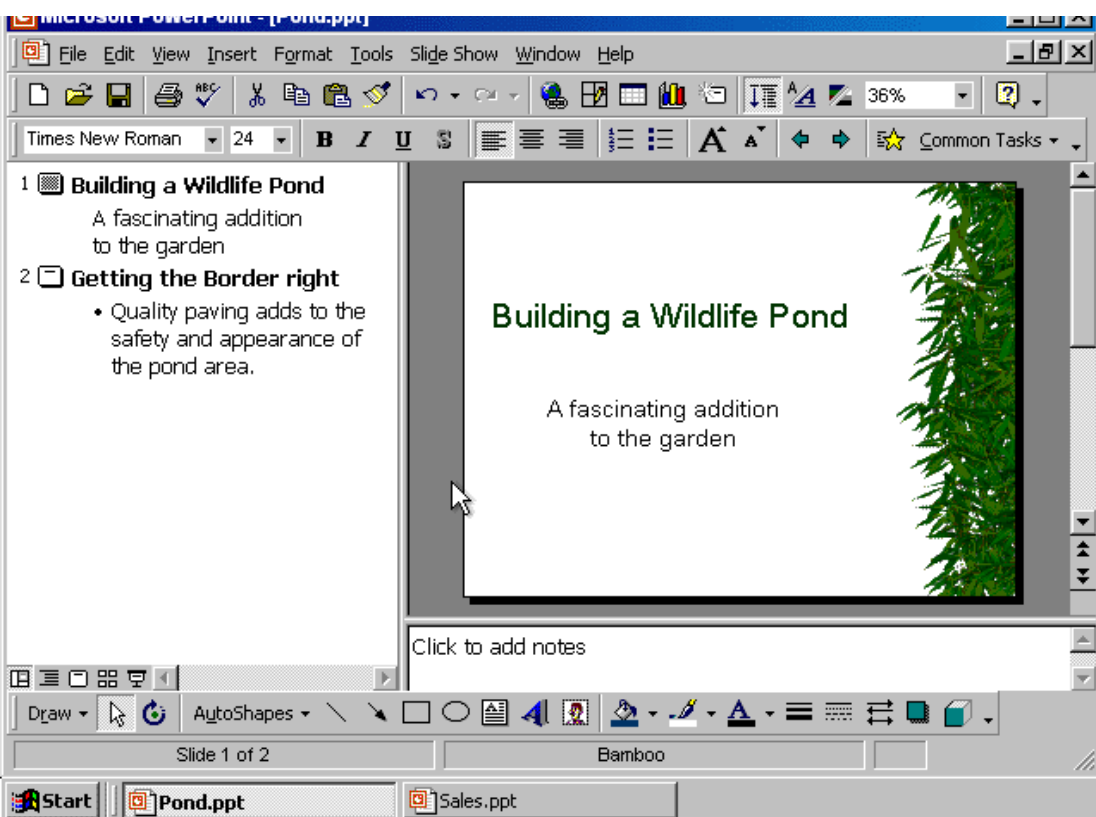 Microsoft PowerPoint - [Pond.ppt]
File Edit View Insert Format Tools Slide Show Window Help
ABC 36%
Times New Roman 24 B I U S A A Common Tasks
1 Building a Wildlife Pond
A fascinating addition
to the garden
2 Getting the Border right
• Quality paving adds to the
safety and appearance of
the pond area.
Building a Wildlife Pond
A fascinating addition
to the garden
Click to add notes
Draw AutoShapes
Slide 1 of 2 Bamboo
Start Pond.ppt Sales.ppt